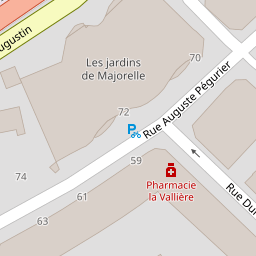 ugustin
Les jardins
de Majorelle
70
72
Rue Auguste Pégurier
P
59
Pharmacie
la Vallière
74
63
61
Rue Du